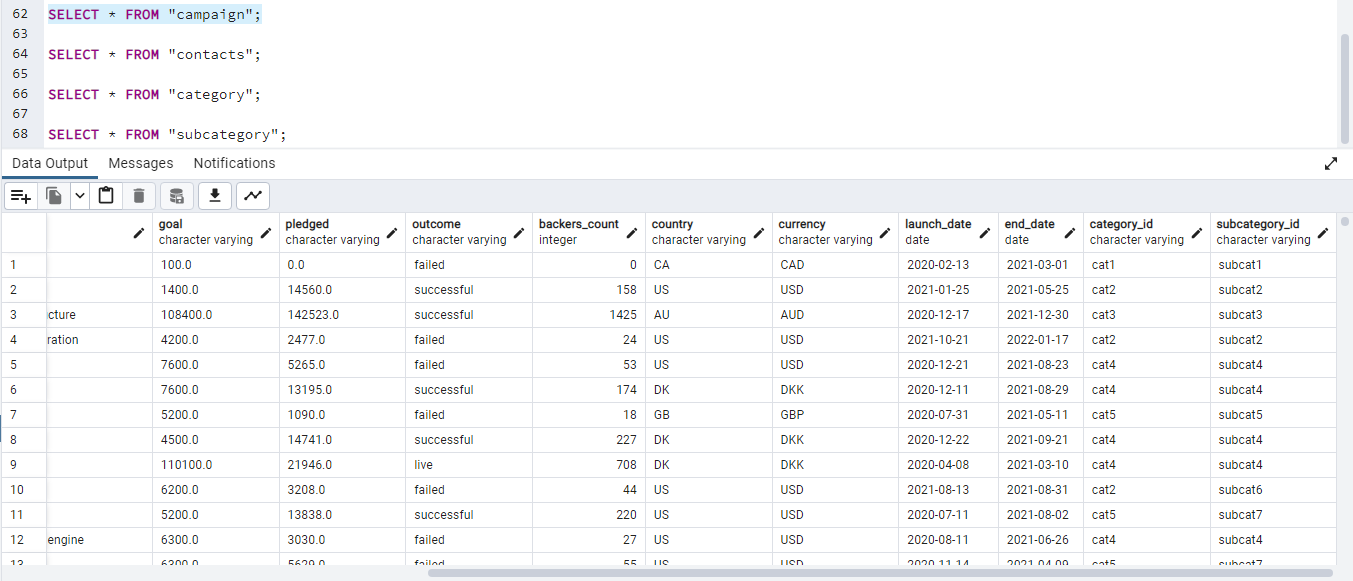 62 SELECT * FROM "campaign";
63
64 SELECT * FROM "contacts";
65
66 SELECT * FROM "category";
67
68 SELECT * FROM "subcategory";
Data Output Messages Notifications
goal pledged outcome backers_count country currency launch_date end_date category_id subcategory_id
character varying character varying character varying integer character varying character varying date date character varying character varying
1 100.0 0.0 failed 0 CA CAD 2020-02-13 2021-03-01 cat1 subcat1
2 1400.0 14560.0 successful 158 US USD 2021-01-25 2021-05-25 cat2 subcat2
3 cture 108400.0 142523.0 successful 1425 AU AUD 2020-12-17 2021-12-30 cat3 subcat3
4 ration 4200.0 2477.0 failed 24 US USD 2021-10-21 2022-01-17 cat2 subcat2
5 7600.0 5265.0 failed 53 US USD 2020-12-21 2021-08-23 cat4 subcat4
6 7600.0 13195.0 successful 174 DK DKK 2020-12-11 2021-08-29 cat4 subcat4
7 5200.0 1090.0 failed 18 GB GBP 2020-07-31 2021-05-11 cat5 subcat5
8 4500.0 14741.0 successful 227 DK DKK 2020-12-22 2021-09-21 cat4 subcat4
9 110100.0 21946.0 live 708 DK DKK 2020-04-08 2021-03-10 cat4 subcat4
10 6200.0 3208.0 failed 44 US USD 2021-08-13 2021-08-31 cat2 subcat6
11 5200.0 13838.0 successful 220 US USD 2020-07-11 2021-08-02 cat5 subcat7
12 engine 6300.0 3030.0 failed 27 US USD 2020-08-11 2021-06-26 cat4 subcat4
13 6300.0 5629.0 failed 55 US USD 2020-11-14 2021-04-09 cat5 subcat7